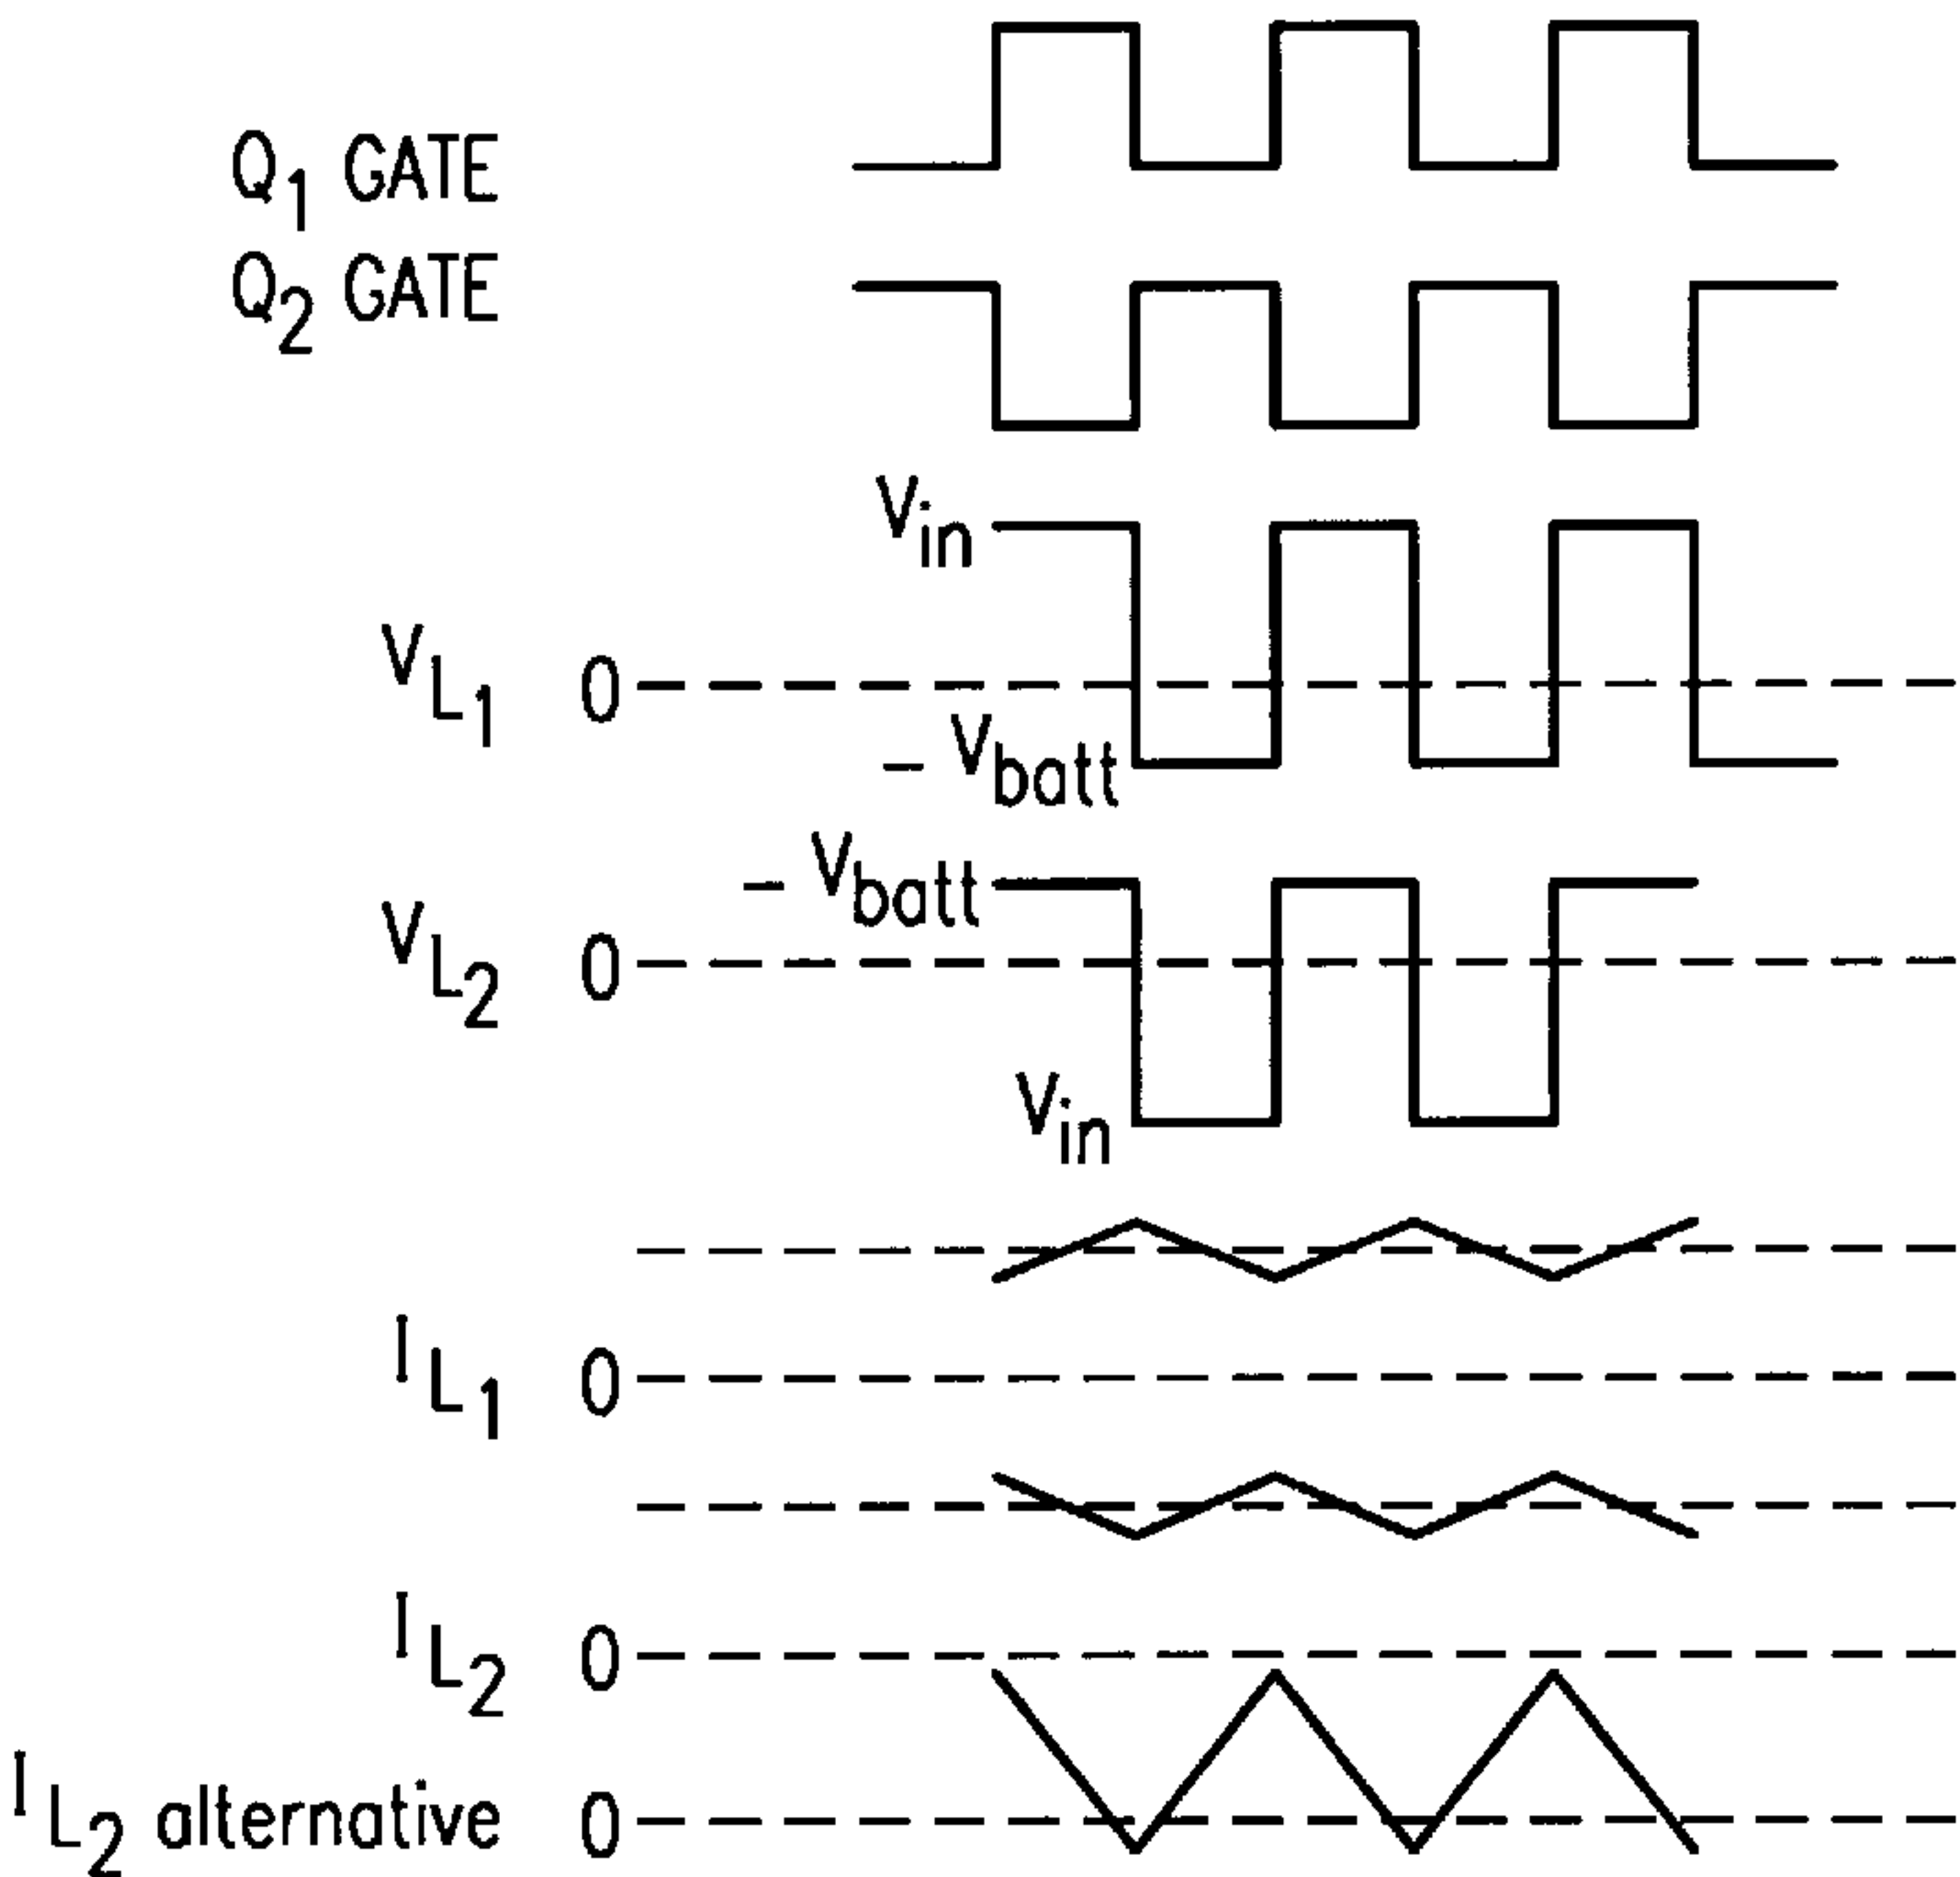 Q1 GATE
Q2 GATE
Vin
VL1 0
- Vbatt
- Vbatt
VL2 0
Vin
IL1 0
IL2 0
IL2 alternative 0